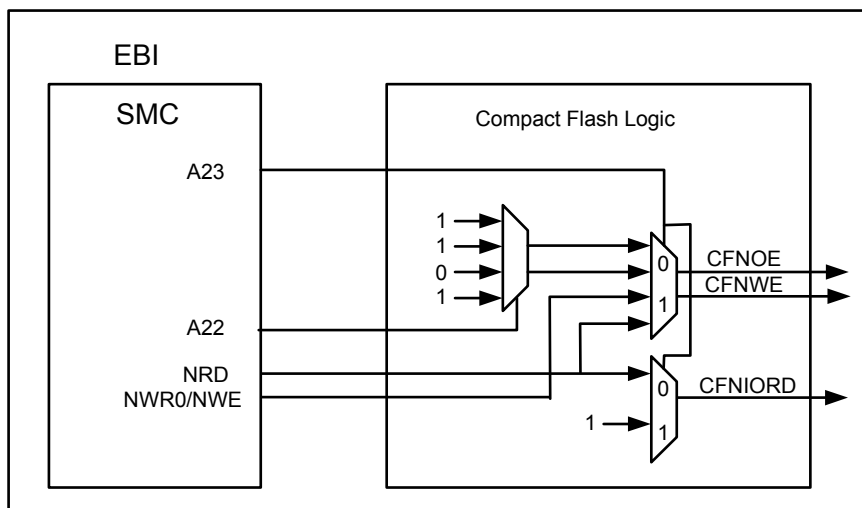 EBI
SMC
Compact Flash Logic
A23
1
1
0
1
0
1
CFNOE
CFNWE
A22
NRD
NWR0/NWE
0
1
1
CFNIORD